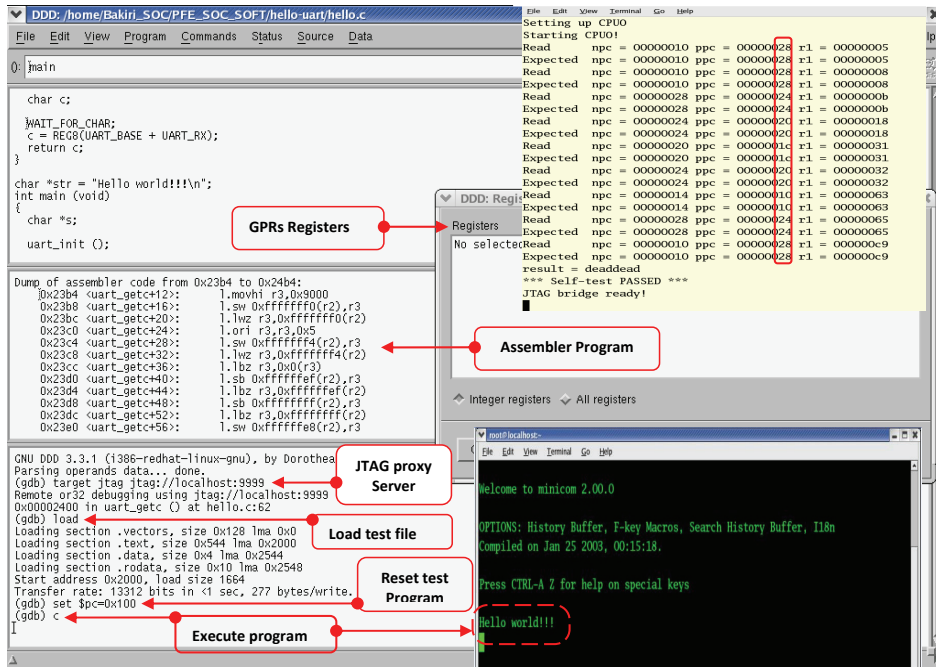 DDD: /home/Bakiri_SOC/PFE_SOC_SOFT/hello-uart/hello.c
File Edit View Program Commands Status Source Data
(): main
char c;
WAIT_FOR_CHAR;
c = REG8(UART_BASE + UART_RX);
return c;
}
char *str = "Hello world!!!\n";
int main (void)
{
char *s;
uart_init ();
Dump of assembler code from 0x23b4 to 0x24b4:
0x23b4 <uart_getc+12>: l.movhi r3,0x9000
0x23b8 <uart_getc+16>: l.sw 0xfffffff0(r2),r3
0x23bc <uart_getc+20>: l.lwz r3,0xfffffff0(r2)
0x23c0 <uart_getc+24>: l.ori r3,r3,0x5
0x23c4 <uart_getc+28>: l.sw 0xfffffff4(r2),r3
0x23c8 <uart_getc+32>: l.lwz r3,0xfffffff4(r2)
0x23cc <uart_getc+36>: l.lbz r3,0x0(r3)
0x23d0 <uart_getc+40>: l.sb 0xffffffef(r2),r3
0x23d4 <uart_getc+44>: l.lbz r3,0xffffffef(r2)
0x23d8 <uart_getc+48>: l.sb 0xffffffff(r2),r3
0x23dc <uart_getc+52>: l.lbz r3,0xffffffff(r2)
0x23e0 <uart_getc+56>: l.sw 0xffffffe8(r2),r3
GNU DDD 3.3.1 (i386-redhat-linux-gnu), by Dorothea
Parsing operands data... done.
(gdb) target jtag jtag://localhost:9999
Remote or32 debugging using jtag://localhost:9999
0x00002400 in uart_getc () at hello.c:62
(gdb) load
Loading section .vectors, size 0x128 lma 0x0
Loading section .text, size 0x544 lma 0x2000
Loading section .data, size 0x4 lma 0x2544
Loading section .rodata, size 0x10 lma 0x2548
Start address 0x2000, load size 1664
Transfer rate: 13312 bits in <1 sec, 277 bytes/write.
(gdb) set $pc=0x100
(gdb) c
File Edit View Terminal Go Help
Setting up CPU0
Starting CPU0!
Read npc = 00000010 ppc = 00000028 r1 = 00000005
Expected npc = 00000010 ppc = 00000028 r1 = 00000005
Read npc = 00000010 ppc = 00000028 r1 = 00000008
Expected npc = 00000010 ppc = 00000028 r1 = 00000008
Read npc = 00000028 ppc = 00000024 r1 = 0000000b
Expected npc = 00000028 ppc = 00000024 r1 = 0000000b
Read npc = 00000024 ppc = 00000020 r1 = 00000018
Expected npc = 00000024 ppc = 00000020 r1 = 00000018
Read npc = 00000020 ppc = 0000001c r1 = 00000031
Expected npc = 00000020 ppc = 0000001c r1 = 00000031
Read npc = 00000024 ppc = 00000020 r1 = 00000032
Expected npc = 00000024 ppc = 00000020 r1 = 00000032
Read npc = 00000014 ppc = 00000010 r1 = 00000063
Expected npc = 00000014 ppc = 00000010 r1 = 00000063
Read npc = 00000028 ppc = 00000024 r1 = 00000065
Expected npc = 00000028 ppc = 00000024 r1 = 00000065
Read npc = 00000010 ppc = 00000028 r1 = 000000c9
Expected npc = 00000010 ppc = 00000028 r1 = 000000c9
result = deaddead
*** Self-test PASSED ***
JTAG bridge ready!
DDD: Regis
Registers
No selected
Integer registers All registers
GPRs Registers
Assembler Program
JTAG proxy
Server
Load test file
Reset test
Program
Execute program
root@localhost:~
File Edit View Terminal Go Help
Welcome to minicom 2.00.0
OPTIONS: History Buffer, F-key Macros, Search History Buffer, I18n
Compiled on Jan 25 2003, 00:15:18.
Press CTRL-A Z for help on special keys
Hello world!!!